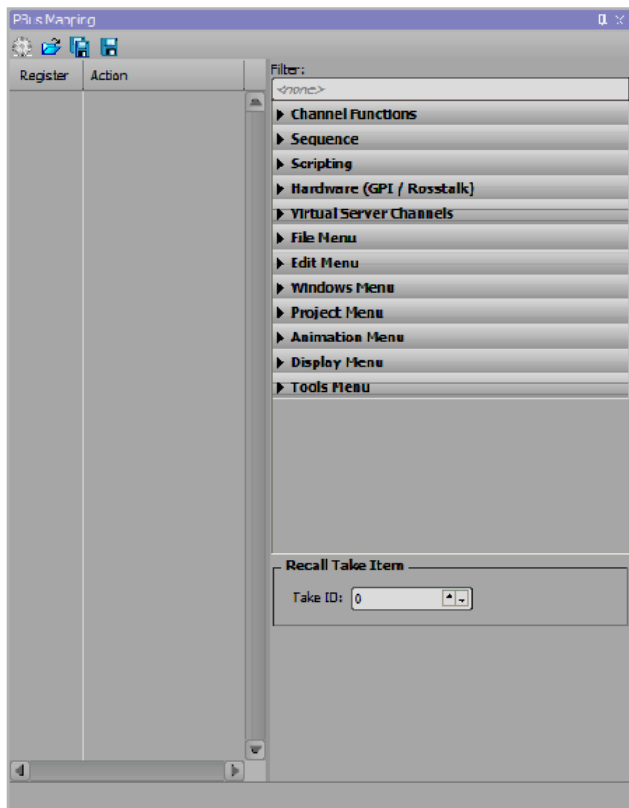 PBus Mapping
Register Action
Filter:
<none>
Channel Functions
Sequence
Scripting
Hardware (GPI / Rosstalk)
Virtual Server Channels
File Menu
Edit Menu
Windows Menu
Project Menu
Animation Menu
Display Menu
Tools Menu
Recall Take Item
Take ID: 0